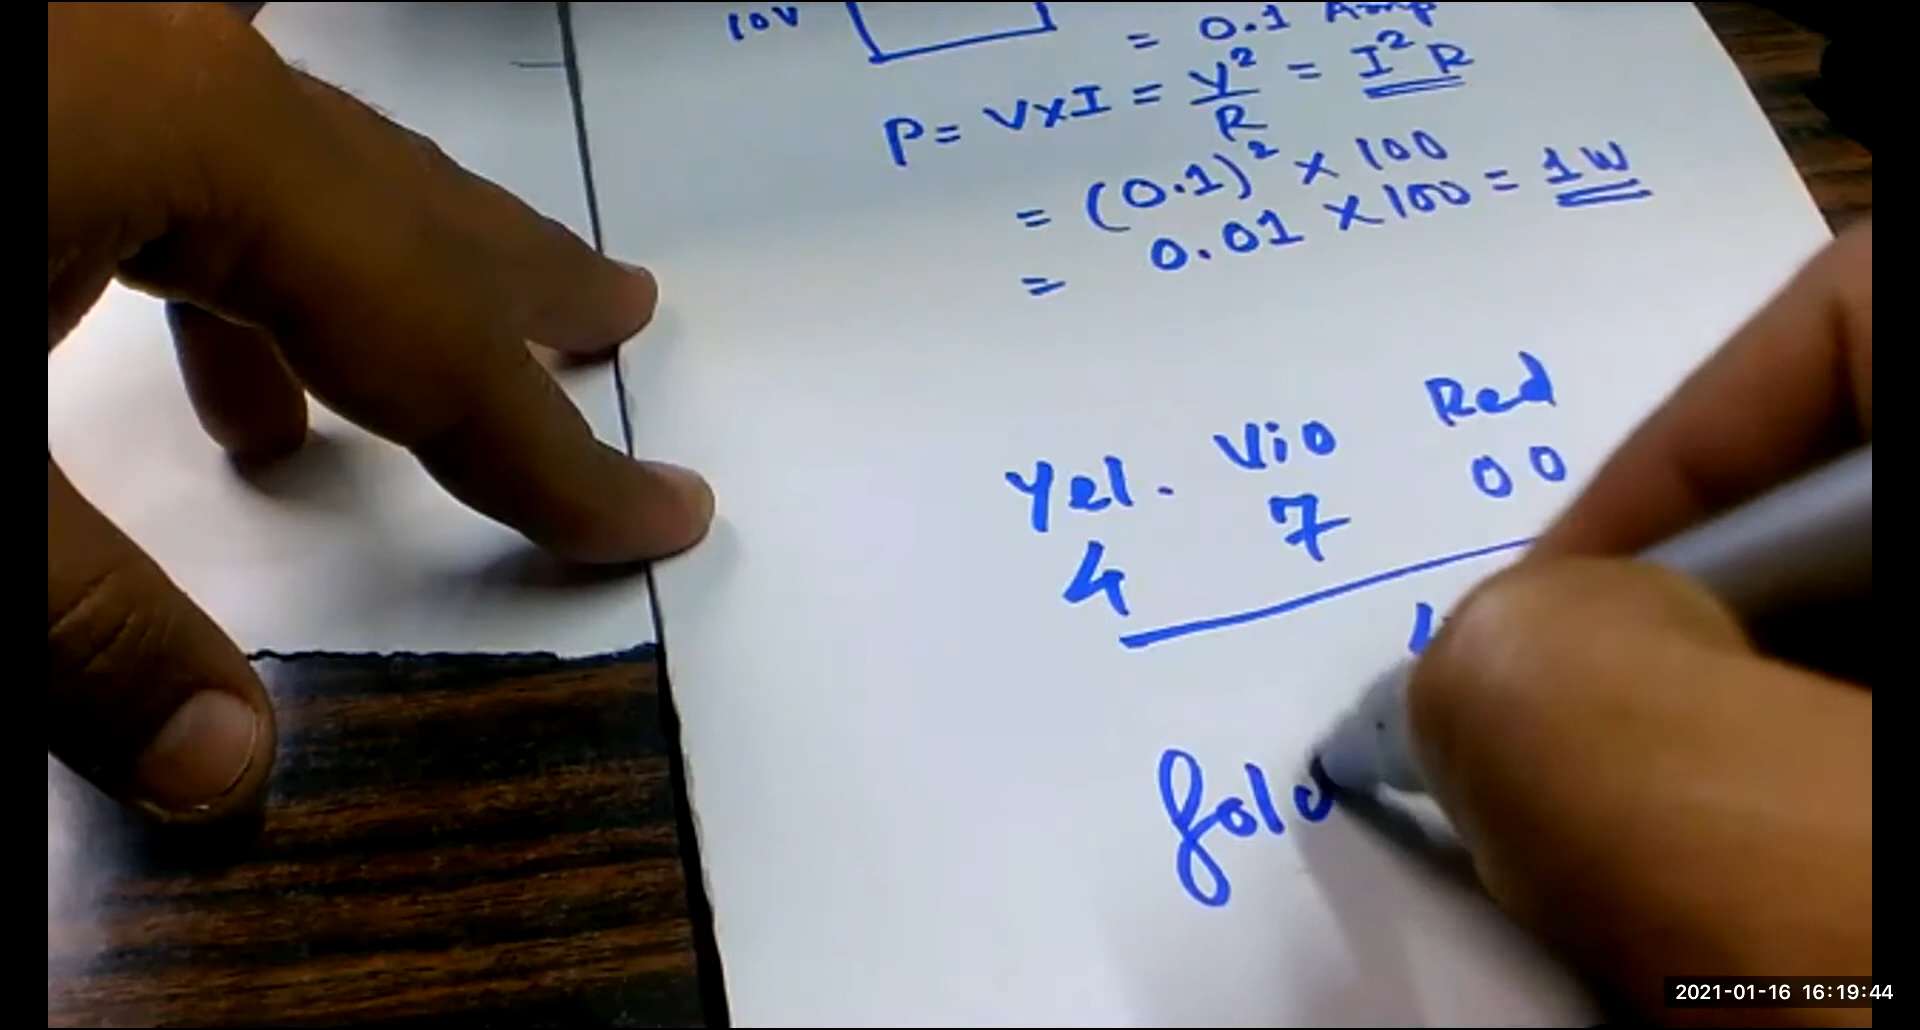 10V
= 0.1 Amp
P = V×I = V²/R = I²R
= (0.1)² × 100
= 0.01 × 100 = 1W
Yel. Vio Red
4 7 00
Gold
2021-01-16 16:19:44